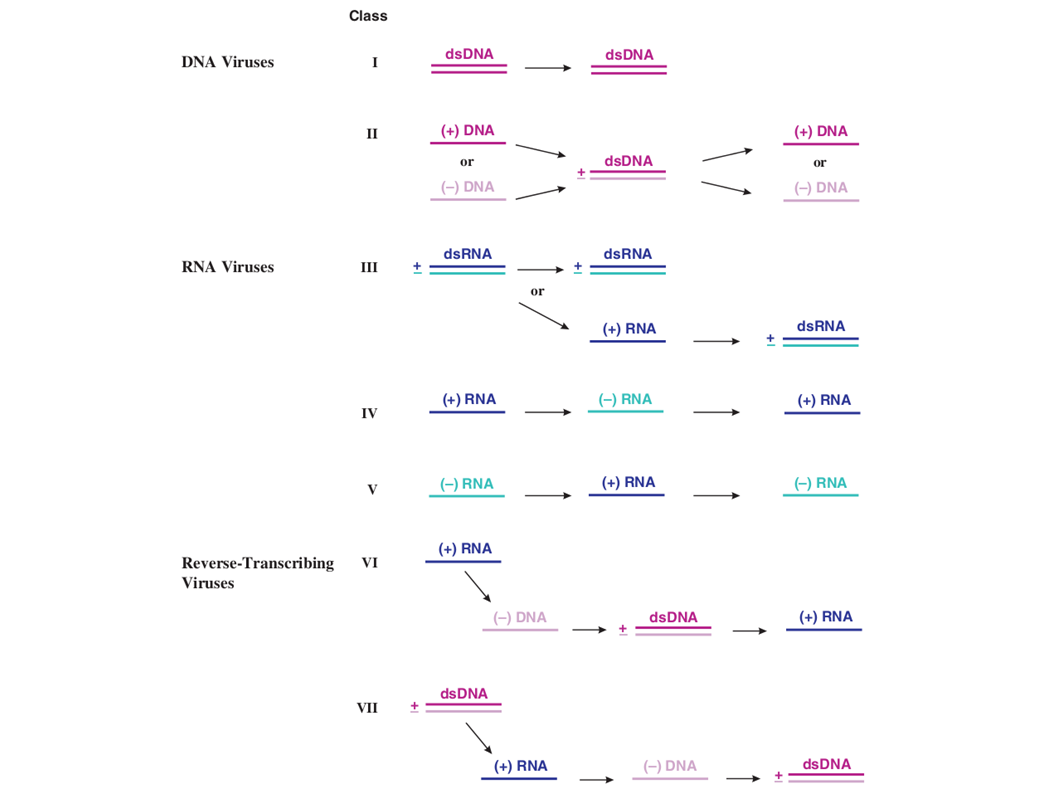 Class
DNA Viruses I dsDNA dsDNA
II (+) DNA (+) DNA
or dsDNA or
±
(–) DNA (–) DNA
RNA Viruses III ± dsRNA ± dsRNA
or
(+) RNA ± dsRNA
IV (+) RNA (–) RNA (+) RNA
V (–) RNA (+) RNA (–) RNA
Reverse-Transcribing VI (+) RNA
Viruses
(–) DNA ± dsDNA (+) RNA
VII ± dsDNA
(+) RNA (–) DNA ± dsDNA